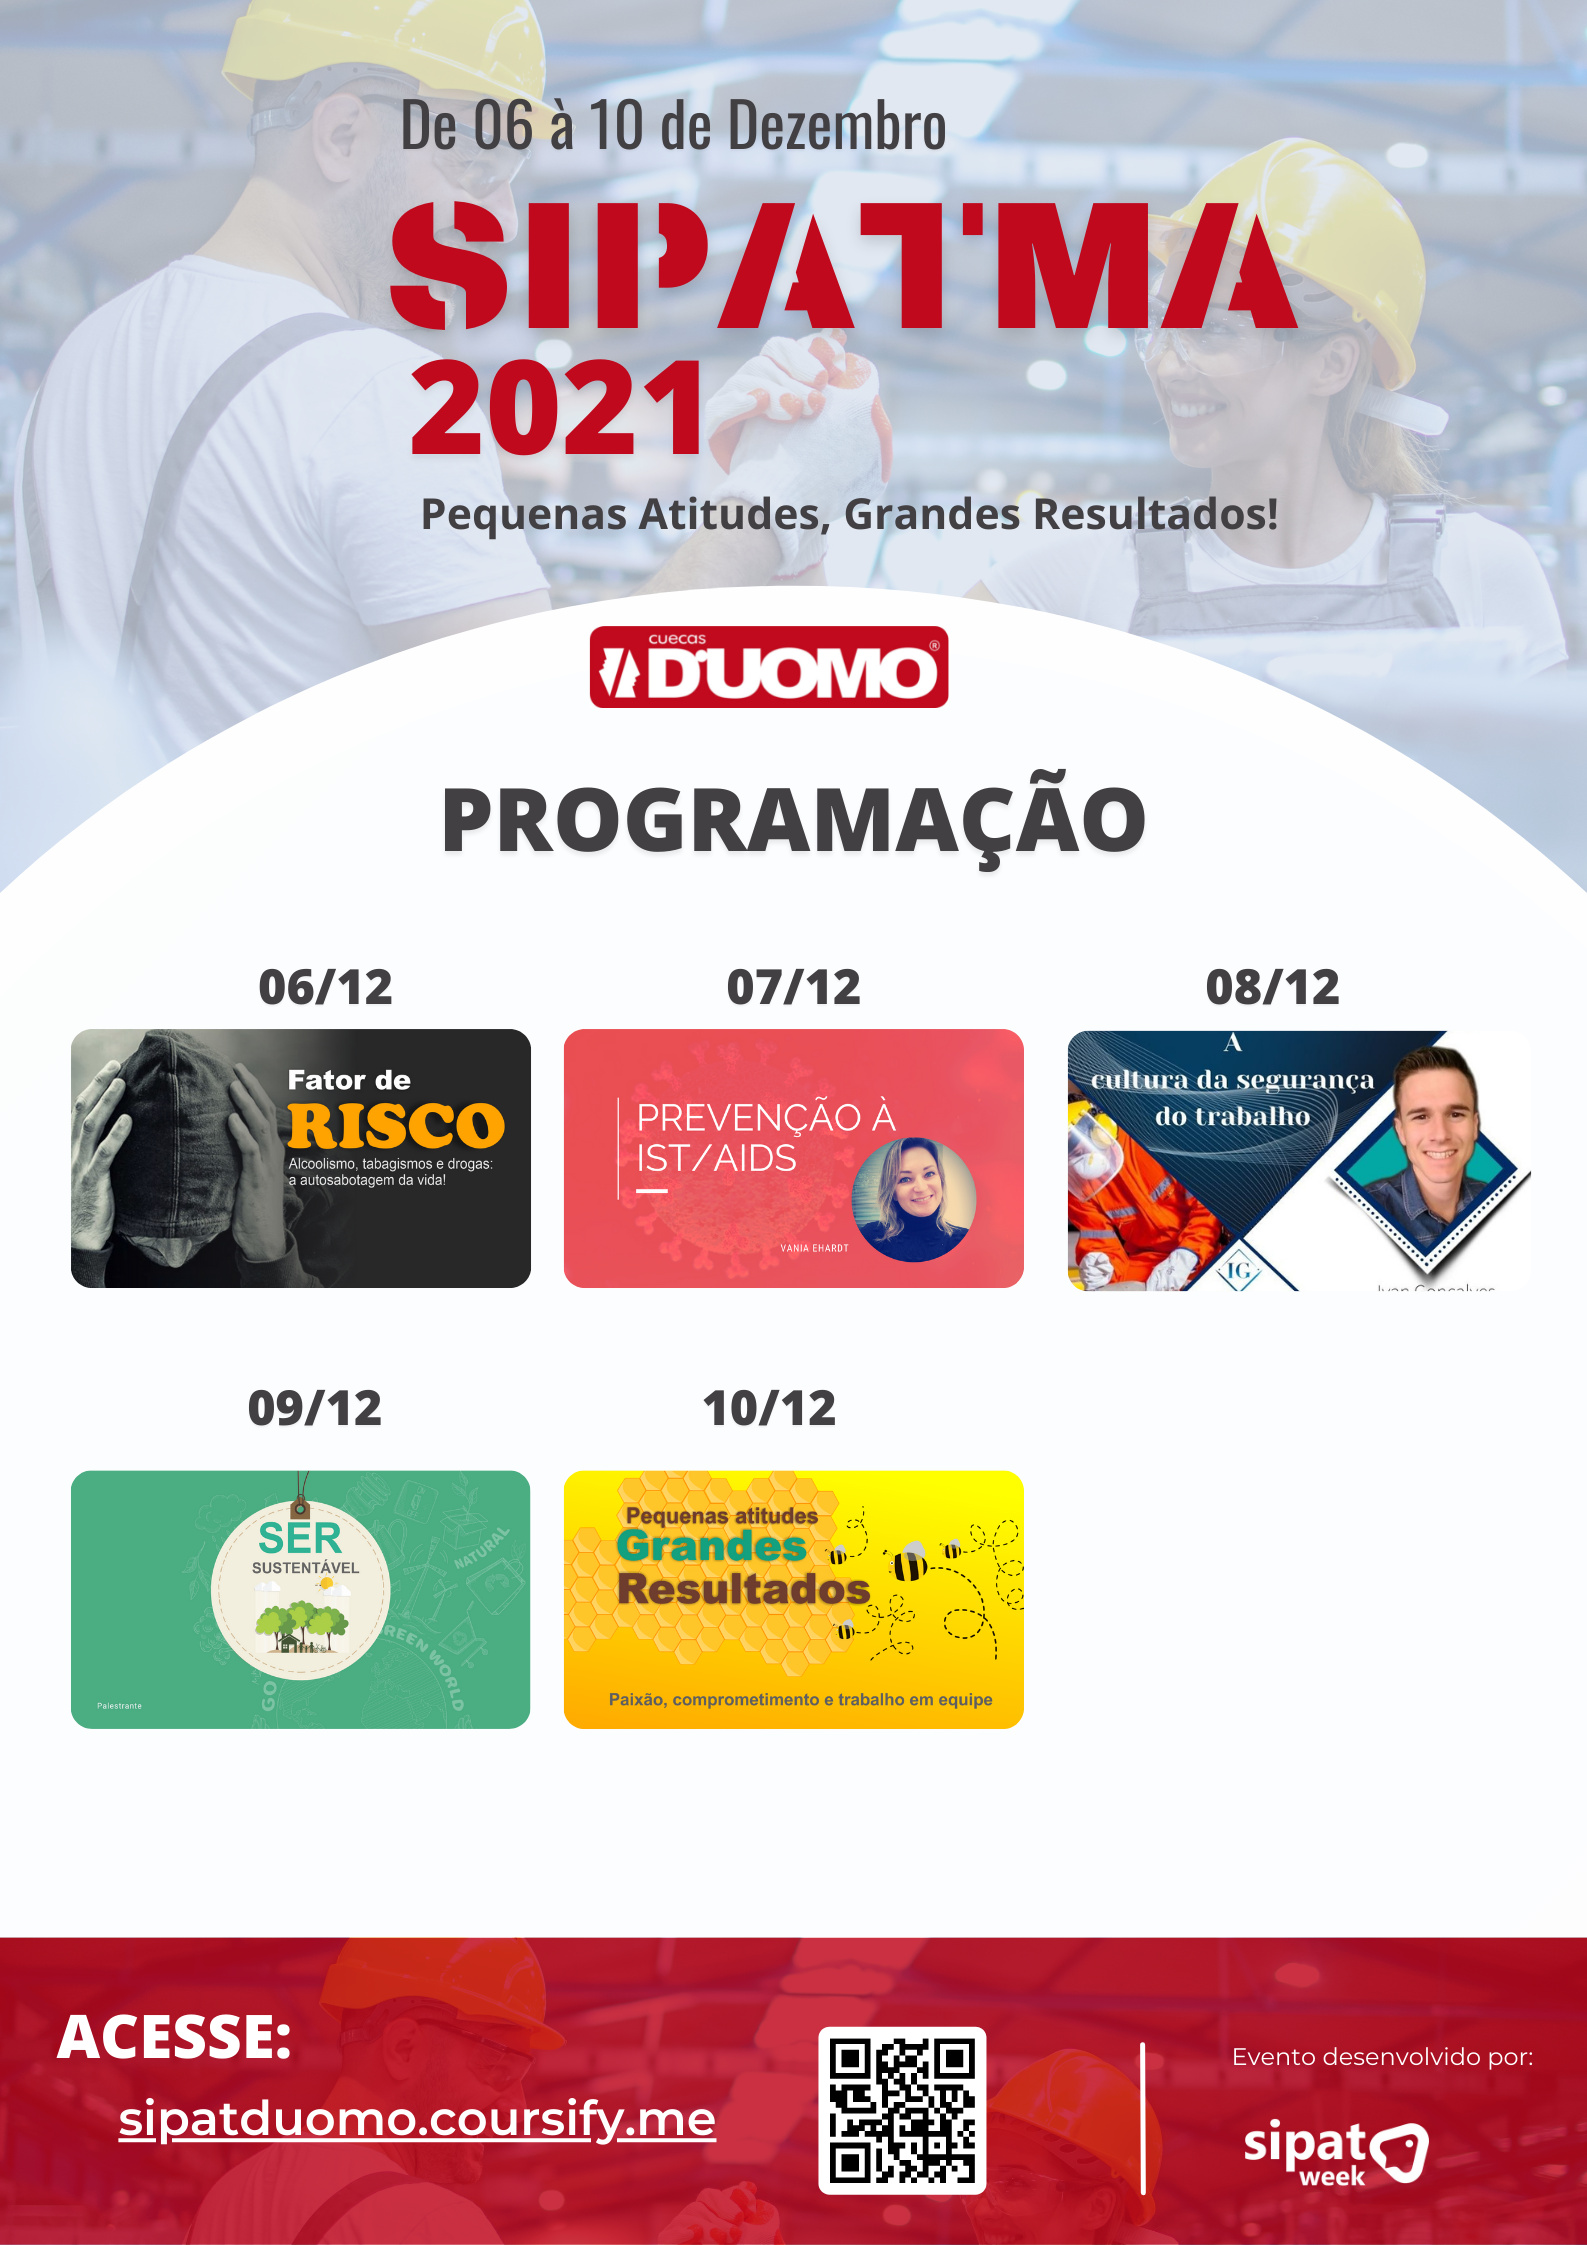 De 06 à 10 de Dezembro
SIPATMA
2021
Pequenas Atitudes, Grandes Resultados!
cuecas
D'UOMO®
PROGRAMAÇÃO
06/12
07/12
08/12
Fator de
RISCO
Alcoolismo, tabagismos e drogas:
a autosabotagem da vida!
PREVENÇÃO À
IST/AIDS
VANIA EHARDT
A
cultura da segurança
do trabalho
IG
Ivan Gonçalves
09/12
10/12
SER
SUSTENTÁVEL
NATURAL
GO GREEN WORLD
Palestrante
Pequenas atitudes
Grandes
Resultados
Paixão, comprometimento e trabalho em equipe
ACESSE:
sipatduomo.coursify.me
Evento desenvolvido por:
sipat
week